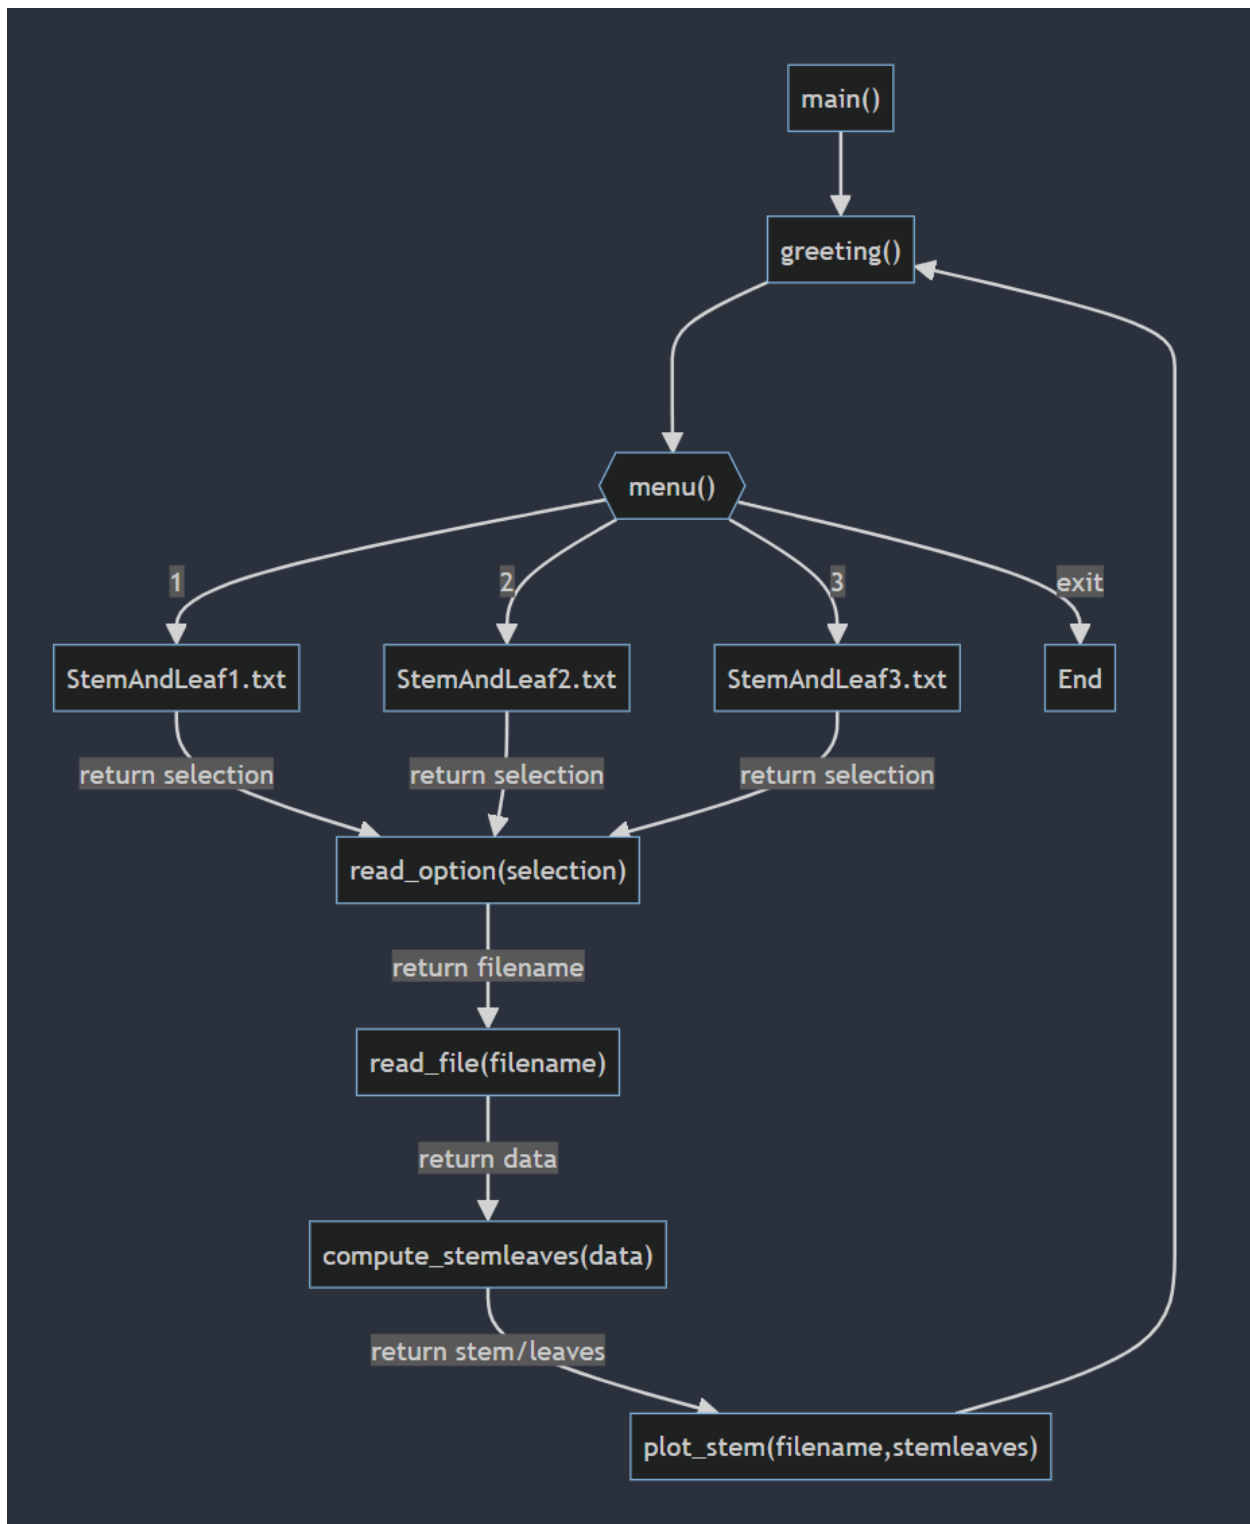 main()
greeting()
menu()
1
2
3
exit
StemAndLeaf1.txt
StemAndLeaf2.txt
StemAndLeaf3.txt
End
return selection
return selection
return selection
read_option(selection)
return filename
read_file(filename)
return data
compute_stemleaves(data)
return stem/leaves
plot_stem(filename,stemleaves)